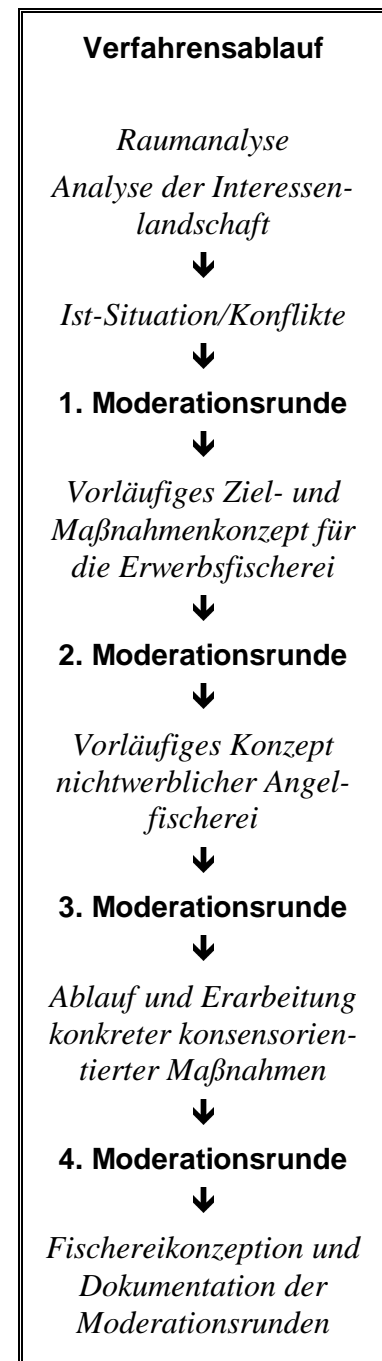 Verfahrensablauf
Raumanalyse
Analyse der Interessen-
landschaft
🡻
Ist-Situation/Konflikte
🡻
1. Moderationsrunde
🡻
Vorläufiges Ziel- und
Maßnahmenkonzept für
die Erwerbsfischerei
🡻
2. Moderationsrunde
🡻
Vorläufiges Konzept
nichtwerblicher Angel-
fischerei
🡻
3. Moderationsrunde
🡻
Ablauf und Erarbeitung
konkreter konsensorien-
tierter Maßnahmen
🡻
4. Moderationsrunde
🡻
Fischereikonzeption und
Dokumentation der
Moderationsrunden